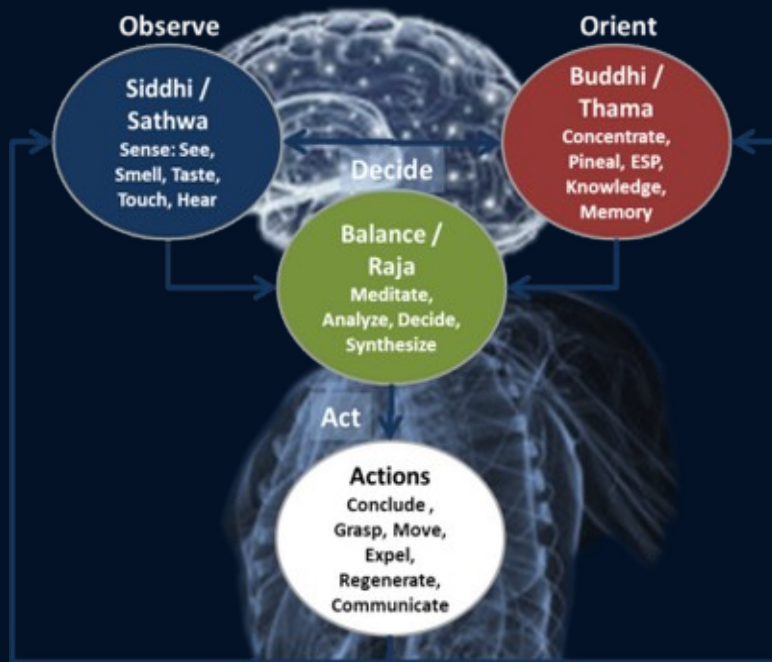 Observe
Siddhi /
Sathwa
Sense: See,
Smell, Taste,
Touch, Hear
Orient
Buddhi /
Thama
Concentrate,
Pineal, ESP,
Knowledge,
Memory
Decide
Balance /
Raja
Meditate,
Analyze, Decide,
Synthesize
Act
Actions
Conclude ,
Grasp, Move,
Expel,
Regenerate,
Communicate